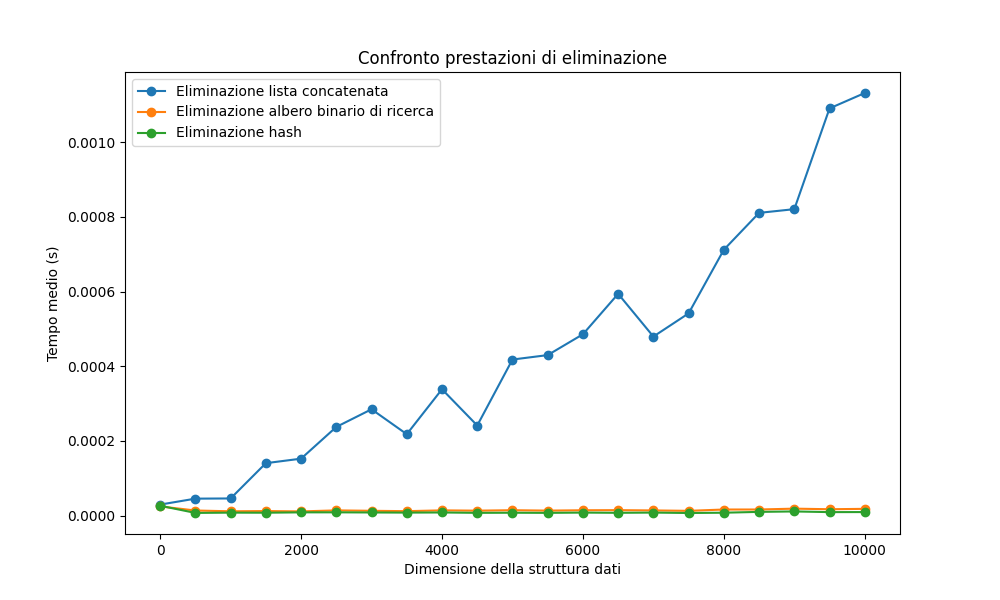 Confronto prestazioni di eliminazione
Eliminazione lista concatenata
Eliminazione albero binario di ricerca
Eliminazione hash
Tempo medio (s)
0.0010
0.0008
0.0006
0.0004
0.0002
0.0000
0 2000 4000 6000 8000 10000
Dimensione della struttura dati